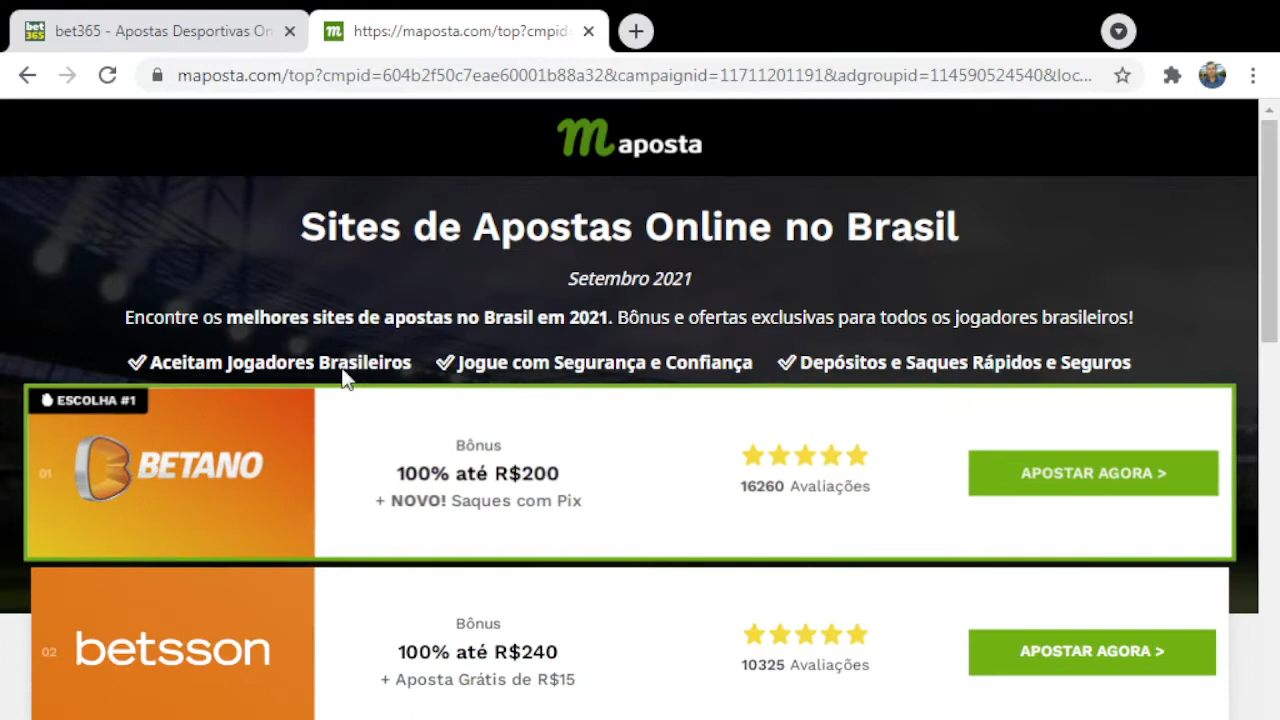 bet365 - Apostas Desportivas On
https://maposta.com/top?cmpid=
maposta.com/top?cmpid=604b2f50c7eae60001b88a32&campaignid=11711201191&adgroupid=114590524540&loc...
m aposta
Sites de Apostas Online no Brasil
Setembro 2021
Encontre os melhores sites de apostas no Brasil em 2021. Bônus e ofertas exclusivas para todos os jogadores brasileiros!
Aceitam Jogadores Brasileiros Jogue com Segurança e Confiança Depósitos e Saques Rápidos e Seguros
ESCOLHA #1
01 BETANO
Bônus
100% até R$200
+ NOVO! Saques com Pix
16260 Avaliações
APOSTAR AGORA >
02 betsson
Bônus
100% até R$240
+ Aposta Grátis de R$15
10325 Avaliações
APOSTAR AGORA >